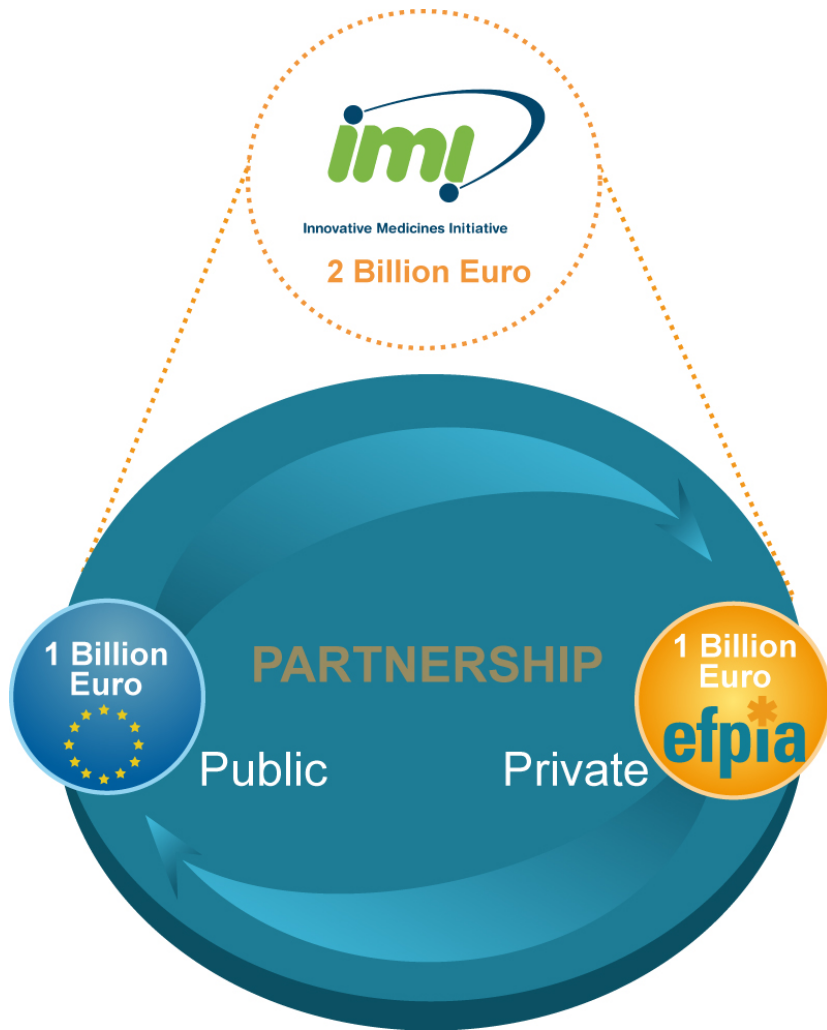 imi
Innovative Medicines Initiative
2 Billion Euro
1 Billion
Euro
PARTNERSHIP
1 Billion
Euro
efpia
Public
Private